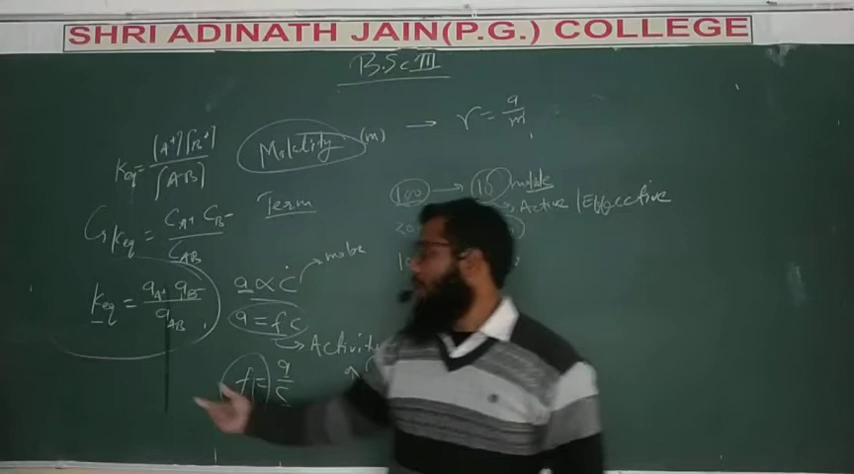 SHRI ADINATH JAIN(P.G.) COLLEGE
B.Sc III
Keq = [A+][B+] / [AB]
Molality (m) → γ = a/m
Keq = CA+ CB- / CAB
Term
100 → 10 mole
Active / Effective
a ∝ c → mole
Keq = aA+ aB- / aAB
a = f c
→ Activity
f = a/c